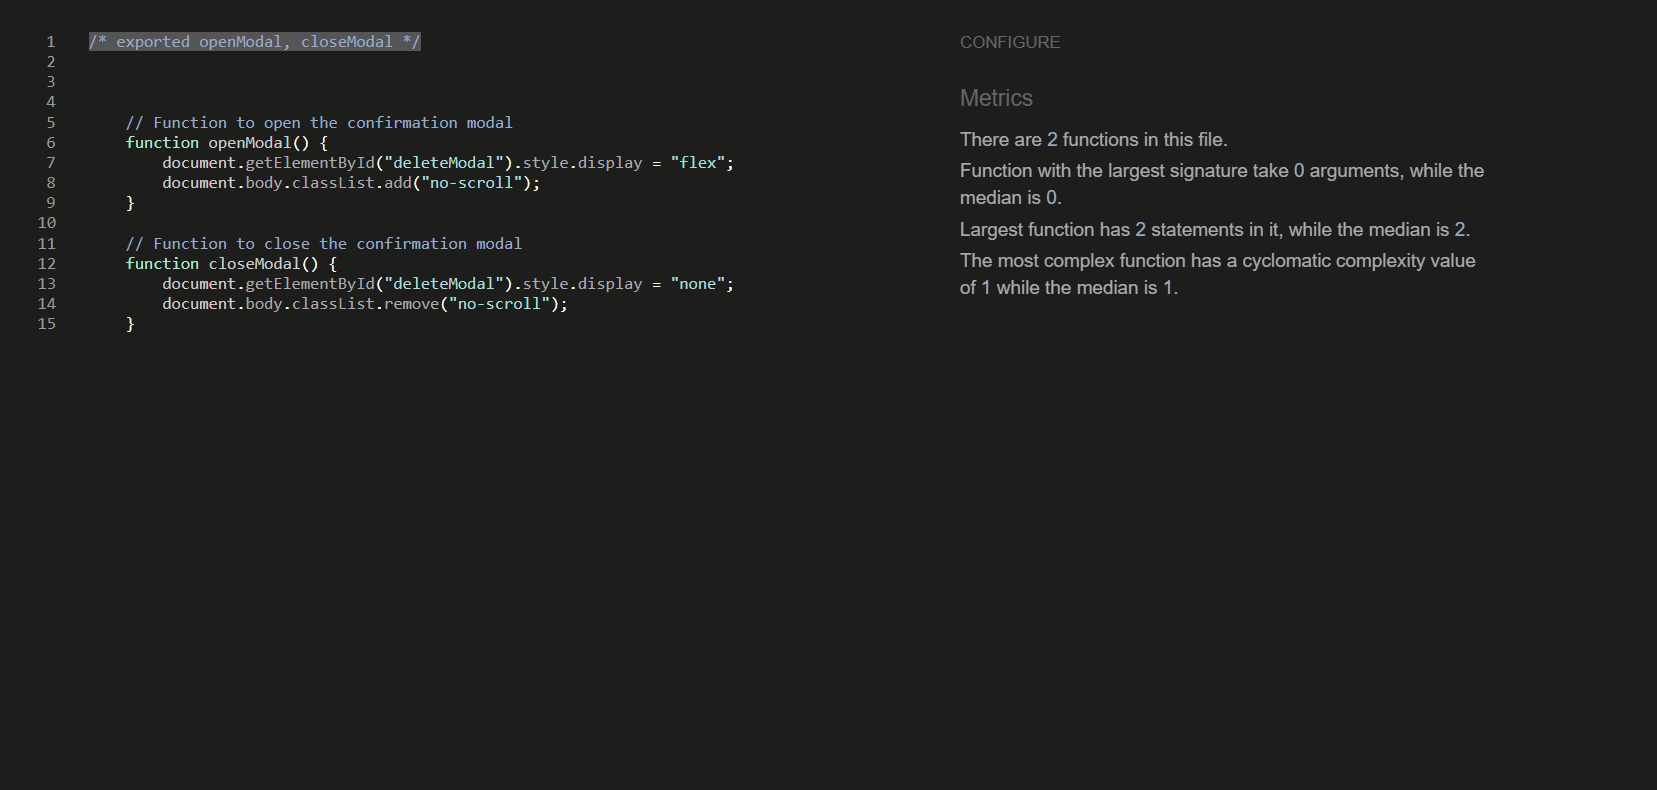 1 /* exported openModal, closeModal */
2
3
4
5 // Function to open the confirmation modal
6 function openModal() {
7 document.getElementById("deleteModal").style.display = "flex";
8 document.body.classList.add("no-scroll");
9 }
10
11 // Function to close the confirmation modal
12 function closeModal() {
13 document.getElementById("deleteModal").style.display = "none";
14 document.body.classList.remove("no-scroll");
15 }
CONFIGURE
Metrics
There are 2 functions in this file.
Function with the largest signature take 0 arguments, while the
median is 0.
Largest function has 2 statements in it, while the median is 2.
The most complex function has a cyclomatic complexity value
of 1 while the median is 1.